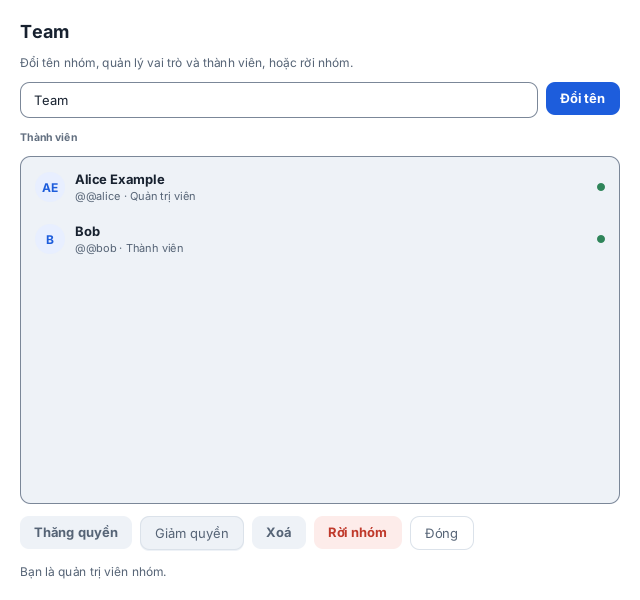 Team
Đổi tên nhóm, quản lý vai trò và thành viên, hoặc rời nhóm.
Team
Đổi tên
Thành viên
AE
Alice Example
@@alice · Quản trị viên
B
Bob
@@bob · Thành viên
Thăng quyền
Giảm quyền
Xoá
Rời nhóm
Đóng
Bạn là quản trị viên nhóm.